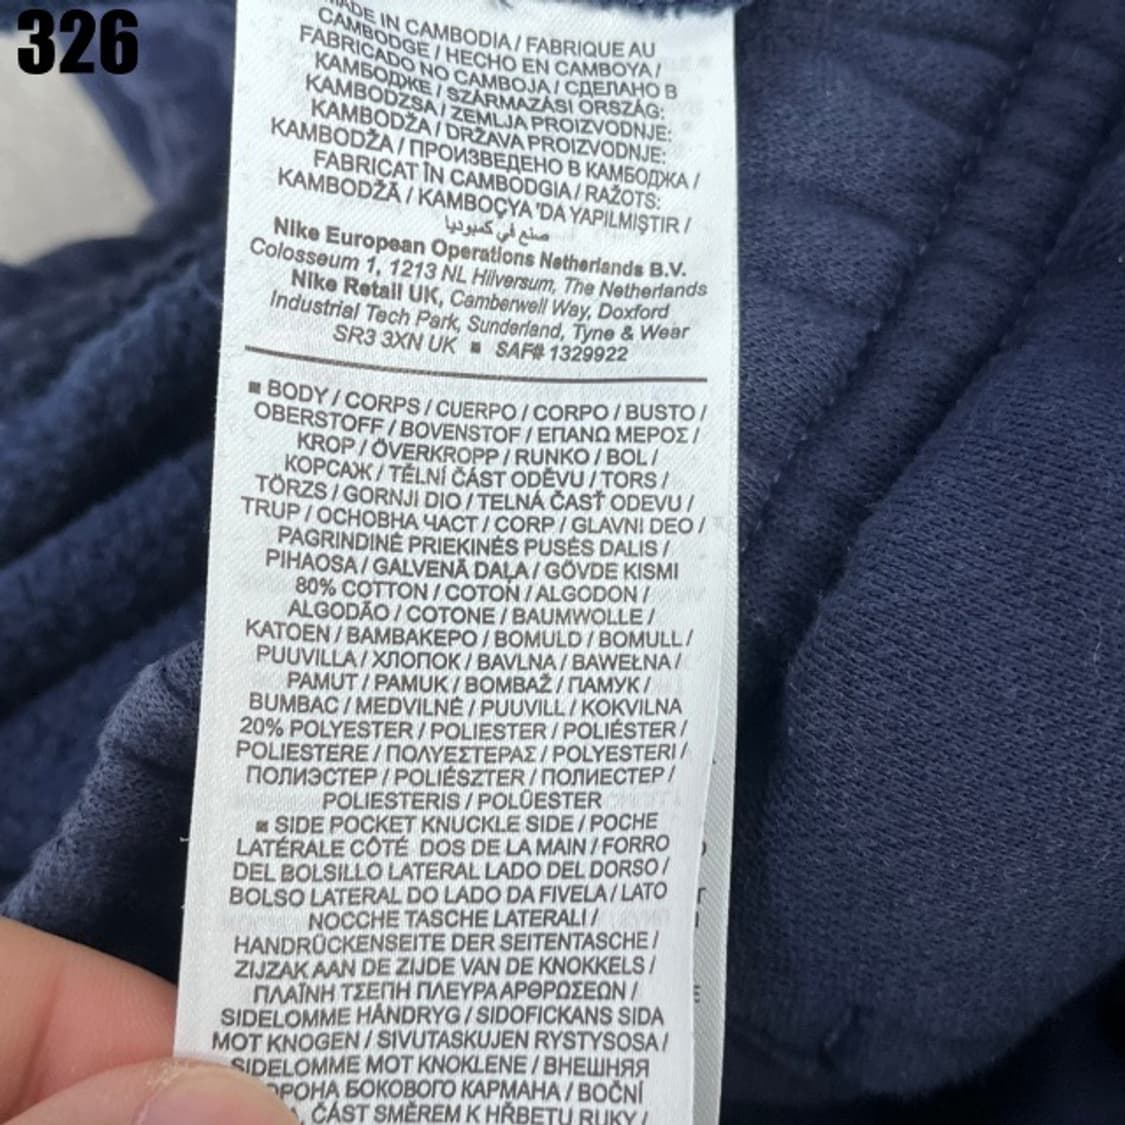 326
MADE IN CAMBODIA / FABRIQUE AU
CAMBODGE / HECHO EN CAMBOYA /
FABRICADO NO CAMBOJA / СДЕЛАНО В
КАМБОДЖЕ / SZÁRMAZÁSI ORSZÁG:
KAMBODZSA / ZEMLJA PROIZVODNJE:
KAMBODŽA / DRŽAVA PROIZVODNJE:
KAMBODŽA / ПРОИЗВЕДЕНО В КАМБОДЖА /
FABRICAT ÎN CAMBODGIA / RAŽOTS:
KAMBODŽĀ / KAMBOÇYA 'DA YAPILMIŞTIR /
صنع في كمبوديا
Nike European Operations Netherlands B.V.
Colosseum 1, 1213 NL Hilversum, The Netherlands
Nike Retail UK, Camberwell Way, Doxford
Industrial Tech Park, Sunderland, Tyne & Wear
SR3 3XN UK ■ SAF# 1329922
■ BODY / CORPS / CUERPO / CORPO / BUSTO /
OBERSTOFF / BOVENSTOF / ΕΠΑΝΩ ΜΕΡΟΣ /
KROP / ÖVERKROPP / RUNKO / BOL /
КОРСАЖ / TĚLNÍ ČÁST ODĚVU / TORS /
TÖRZS / GORNJI DIO / TELNÁ ČASŤ ODEVU /
TRUP / ОСНОВНА ЧАСТ / CORP / GLAVNI DEO /
PAGRINDINĖ PRIEKINĖS PUSĖS DALIS /
PIHAOSA / GALVENĀ DAĻA / GÖVDE KISMI
80% COTTON / COTON / ALGODON /
ALGODÃO / COTONE / BAUMWOLLE /
KATOEN / ΒΑΜΒΑΚΕΡΟ / BOMULD / BOMULL /
PUUVILLA / ХЛОПОК / BAVLNA / BAWEŁNA /
PAMUT / PAMUK / BOMBAŽ / ПАМУК /
BUMBAC / MEDVILNĖ / PUUVILL / KOKVILNA
20% POLYESTER / POLIESTER / POLIÉSTER /
POLIESTERE / ΠΟΛΥΕΣΤΕΡΑΣ / POLYESTERI /
ПОЛИЭСТЕР / POLIÉSZTER / ПОЛИЕСТЕР /
POLIESTERIS / POLÜESTER
■ SIDE POCKET KNUCKLE SIDE / POCHE
LATÉRALE CÔTÉ DOS DE LA MAIN / FORRO
DEL BOLSILLO LATERAL LADO DEL DORSO /
BOLSO LATERAL DO LADO DA FIVELA / LATO
NOCCHE TASCHE LATERALI /
HANDRÜCKENSEITE DER SEITENTASCHE /
ZIJZAK AAN DE ZIJDE VAN DE KNOKKELS /
ΠΛΑΪΝΗ ΤΣΕΠΗ ΠΛΕΥΡΑ ΑΡΘΡΩΣΕΩΝ /
SIDELOMME HÅNDRYG / SIDOFICKANS SIDA
MOT KNOGEN / SIVUTASKUJEN RYSTYSOSA /
SIDELOMME MOT KNOKLENE / ВНЕШНЯЯ
ОРОНА БОКОВОГО КАРМАНА / BOČNÍ
ČÁST SMĚREM K HŘBETU RUKY /